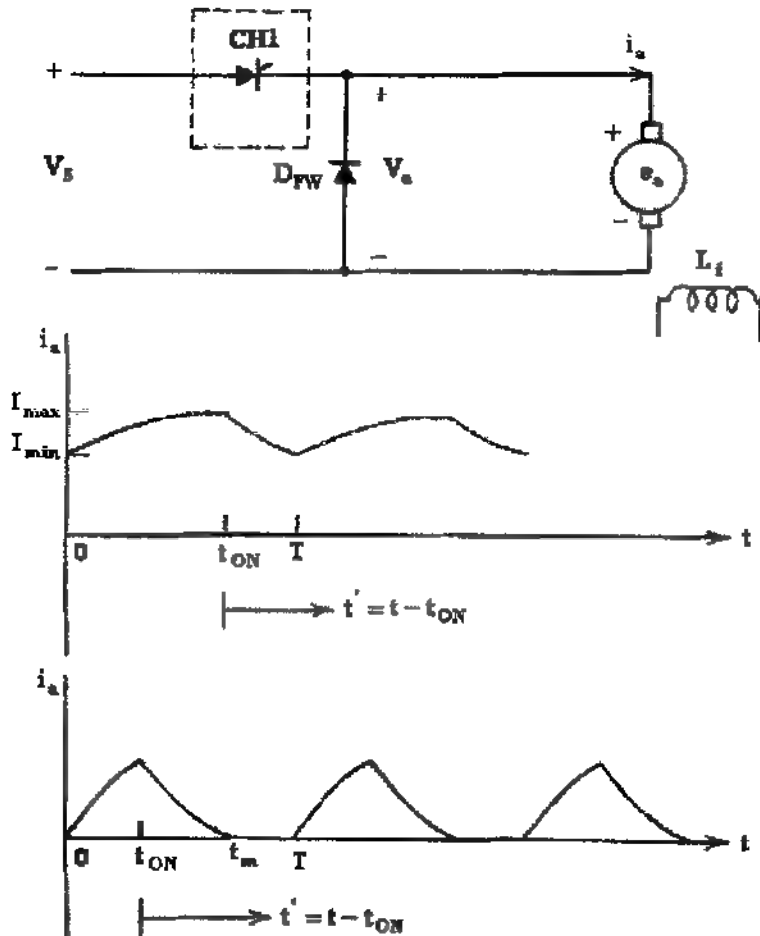 CH1
i_a
+
+
+
V_S
D_FW
V_a
e_a
−
−
−
L_f
i_a
I_max
I_min
0
t_ON
T
t
t' = t − t_ON
i_a
0
t_ON
t_m
T
t
t' = t − t_ON